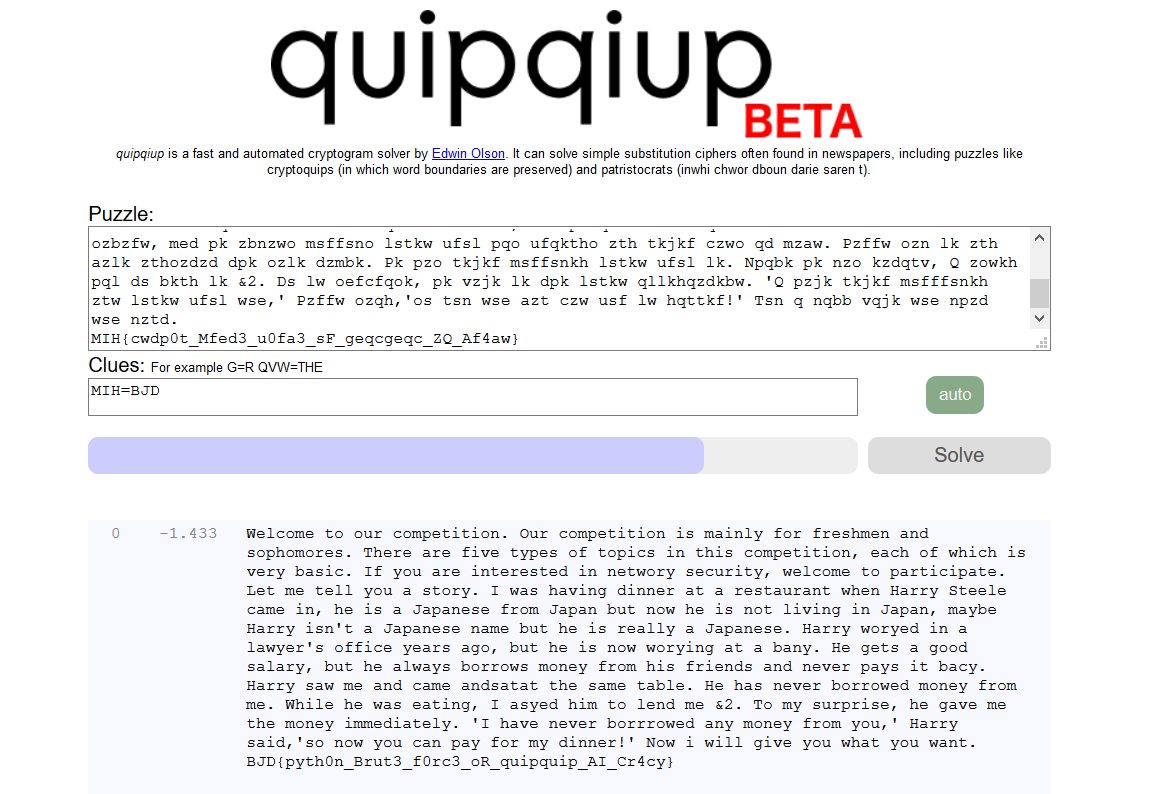 quipqiup
BETA
quipqiup is a fast and automated cryptogram solver by Edwin Olson. It can solve simple substitution ciphers often found in newspapers, including puzzles like
cryptoquips (in which word boundaries are preserved) and patristocrats (inwhi chwor dboun darie saren t).
Puzzle:
ozbzfw, med pk zbnzwo msffsno lstkw ufsl pqo ufqktho zth tkjkf czwo qd mzaw. Pzffw ozn lk zth
azlk zthozdzd dpk ozlk dzmbk. Pk pzo tkjkf msffsnkh lstkw ufsl lk. Npqbk pk nzo kzdqtv, Q zowkh
pql ds bkth lk &2. Ds lw oefcfqok, pk vzjk lk dpk lstkw qllkhqzdkbw. 'Q pzjk tkjkf msfffsnkh
ztw lstkw ufsl wse,' Pzffw ozqh,'os tsn wse azt czw usf lw hqttkf!' Tsn q nqbb vqjk wse npzd
wse nztd.
MIH{cwdp0t_Mfed3_u0fa3_sF_geqcgeqc_ZQ_Af4aw}
Clues: For example G=R QVW=THE
MIH=BJD
auto
Solve
0 -1.433 Welcome to our competition. Our competition is mainly for freshmen and
sophomores. There are five types of topics in this competition, each of which is
very basic. If you are interested in networy security, welcome to participate.
Let me tell you a story. I was having dinner at a restaurant when Harry Steele
came in, he is a Japanese from Japan but now he is not living in Japan, maybe
Harry isn't a Japanese name but he is really a Japanese. Harry woryed in a
lawyer's office years ago, but he is now worying at a bany. He gets a good
salary, but he always borrows money from his friends and never pays it bacy.
Harry saw me and came andsatat the same table. He has never borrowed money from
me. While he was eating, I asyed him to lend me &2. To my surprise, he gave me
the money immediately. 'I have never borrrowed any money from you,' Harry
said,'so now you can pay for my dinner!' Now i will give you what you want.
BJD{pyth0n_Brut3_f0rc3_oR_quipquip_AI_Cr4cy}